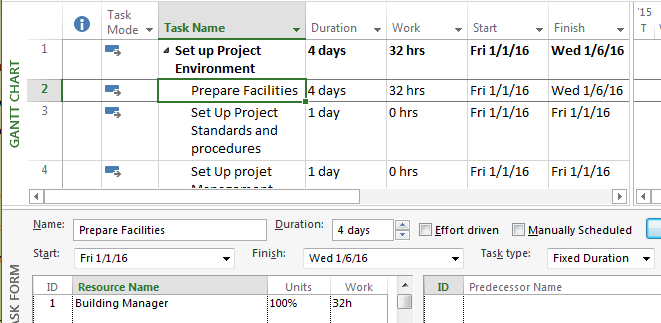 Task
Mode Task Name Duration Work Start Finish '15
T W
1 Set up Project 4 days 32 hrs Fri 1/1/16 Wed 1/6/16
Environment
2 Prepare Facilities 4 days 32 hrs Fri 1/1/16 Wed 1/6/16
3 Set Up Project 1 day 0 hrs Fri 1/1/16 Fri 1/1/16
Standards and
procedures
4 Set Up projet 1 day 0 hrs Fri 1/1/16 Fri 1/1/16
Management
GANTT CHART
Name: Prepare Facilities Duration: 4 days Effort driven Manually Scheduled
Start: Fri 1/1/16 Finish: Wed 1/6/16 Task type: Fixed Duration
ID Resource Name Units Work ID Predecessor Name
1 Building Manager 100% 32h
TASK FORM